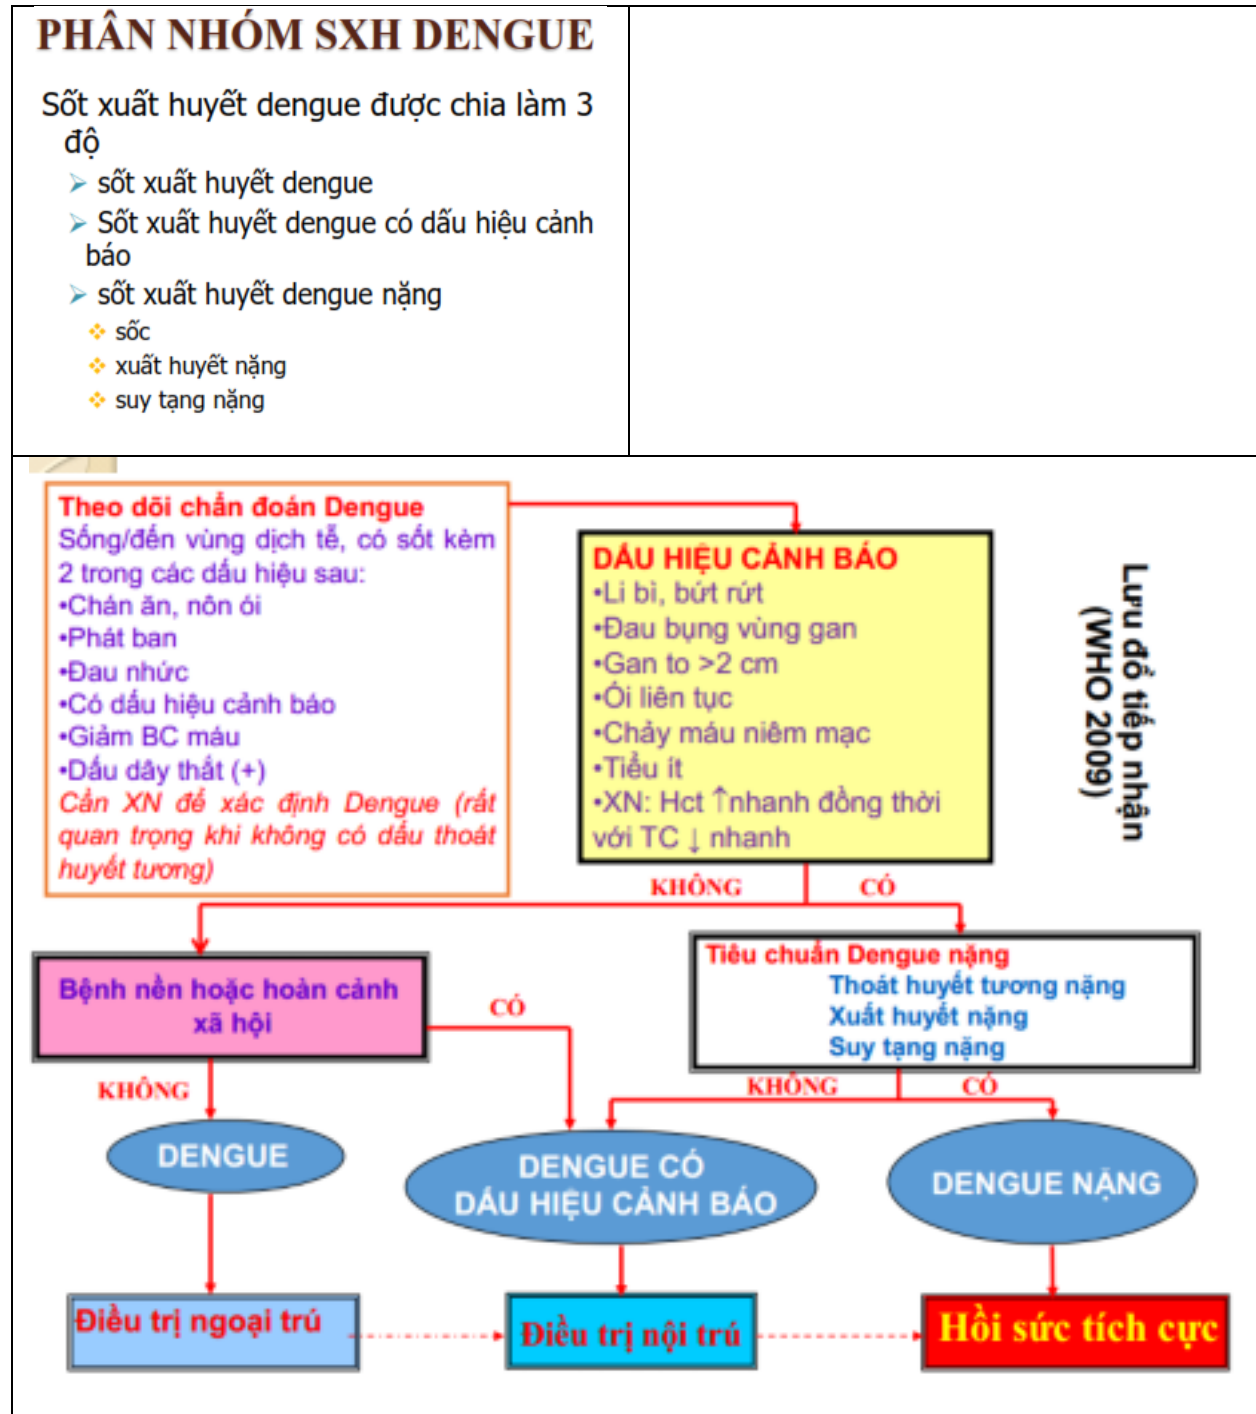 PHÂN NHÓM SXH DENGUE
Sốt xuất huyết dengue được chia làm 3
độ
➢ sốt xuất huyết dengue
➢ Sốt xuất huyết dengue có dấu hiệu cảnh
báo
➢ sốt xuất huyết dengue nặng
❖ sốc
❖ xuất huyết nặng
❖ suy tạng nặng
Theo dõi chẩn đoán Dengue
Sống/đến vùng dịch tễ, có sốt kèm
2 trong các dấu hiệu sau:
•Chán ăn, nôn ói
•Phát ban
•Đau nhức
•Có dấu hiệu cảnh báo
•Giảm BC máu
•Dấu dây thắt (+)
Cần XN để xác định Dengue (rất
quan trọng khi không có dấu thoát
huyết tương)
DẤU HIỆU CẢNH BÁO
•Li bì, bứt rứt
•Đau bụng vùng gan
•Gan to >2 cm
•Ói liên tục
•Chảy máu niêm mạc
•Tiểu ít
•XN: Hct ↑nhanh đồng thời
với TC ↓ nhanh
Lưu đồ tiếp nhận
(WHO 2009)
KHÔNG CÓ
Bệnh nền hoặc hoàn cảnh
xã hội
CÓ
Tiêu chuẩn Dengue nặng
Thoát huyết tương nặng
Xuất huyết nặng
Suy tạng nặng
KHÔNG
KHÔNG CÓ
DENGUE
DENGUE CÓ
DẤU HIỆU CẢNH BÁO
DENGUE NẶNG
Điều trị ngoại trú
Điều trị nội trú
Hồi sức tích cực